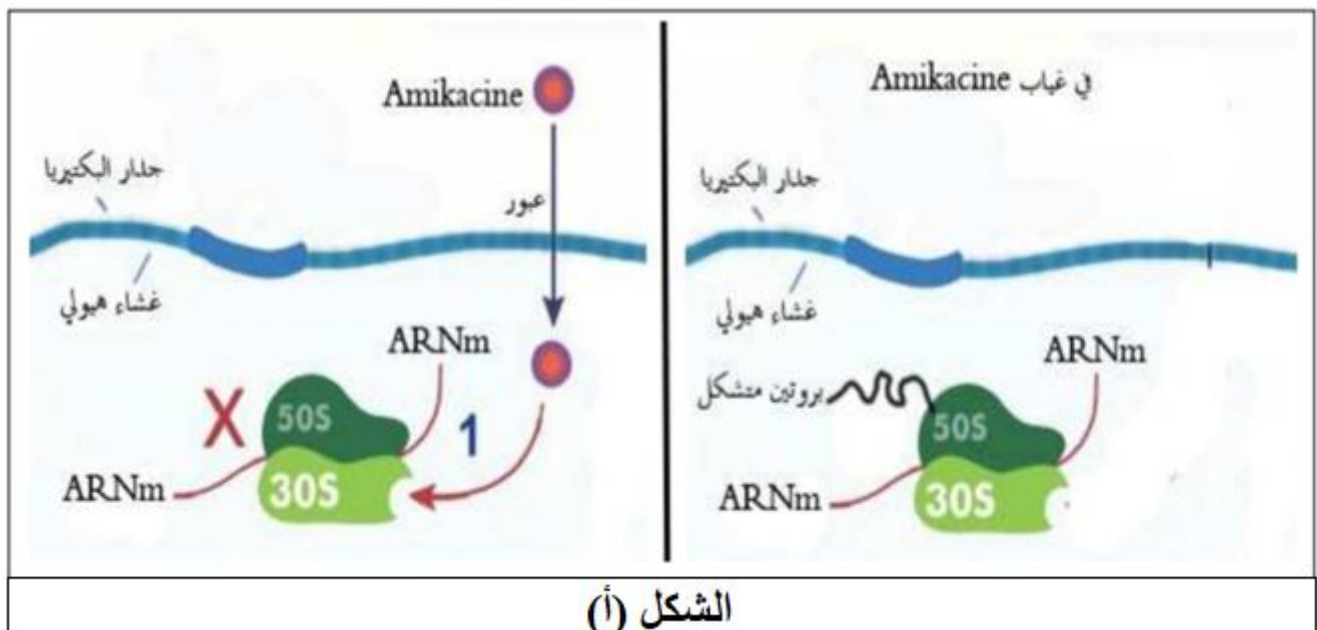 Amikacine
جدار البكتيريا
عبور
غشاء هيولي
ARNm
X
50S
1
ARNm
30S
في غياب Amikacine
جدار البكتيريا
غشاء هيولي
ARNm
بروتين متشكل
50S
ARNm
30S
الشكل (أ)